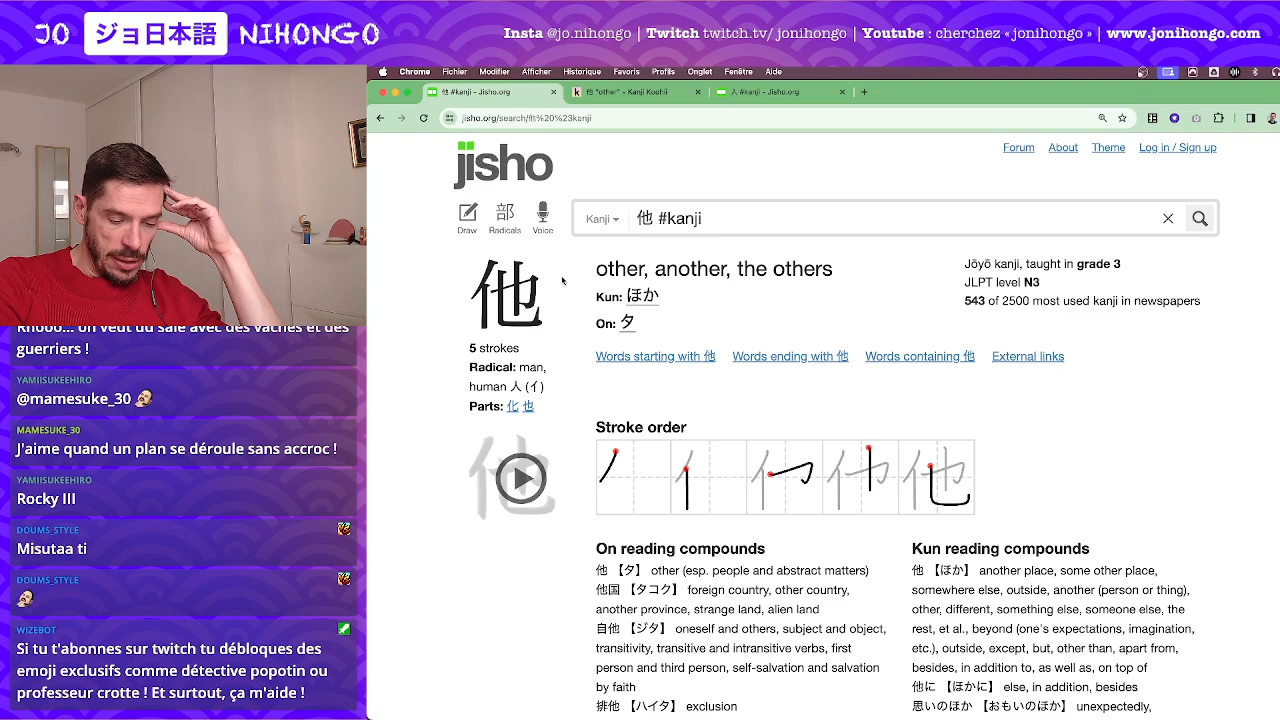 JO ジョ日本語 NIHONGO
Insta @jo.nihongo | Twitch twitch.tv/ jonihongo | Youtube : cherchez « jonihongo » | www.jonihongo.com
Chrome Fichier Modifier Afficher Historique Favoris Profils Onglet Fenêtre Aide
他 #kanji - Jisho.org
他 "other" - Kanji Koohii
人 #kanji - Jisho.org
jisho.org/search/他%20%23kanji
jisho
Forum About Theme Log in / Sign up
Draw
部 Radicals
Voice
Kanji 他 #kanji
他
5 strokes
Radical: man,
human 人 (亻)
Parts: 化 也
他
other, another, the others
Kun: ほか
On: タ
Jōyō kanji, taught in grade 3
JLPT level N3
543 of 2500 most used kanji in newspapers
Words starting with 他 Words ending with 他 Words containing 他 External links
Stroke order
On reading compounds
他 【タ】 other (esp. people and abstract matters)
他国 【タコク】 foreign country, other country,
another province, strange land, alien land
自他 【ジタ】 oneself and others, subject and object,
transitivity, transitive and intransitive verbs, first
person and third person, self-salvation and salvation
by faith
排他 【ハイタ】 exclusion
Kun reading compounds
他 【ほか】 another place, some other place,
somewhere else, outside, another (person or thing),
other, different, something else, someone else, the
rest, et al., beyond (one's expectations, imagination,
etc.), outside, except, but, other than, apart from,
besides, in addition to, as well as, on top of
他に 【ほかに】 else, in addition, besides
思いのほか 【おもいのほか】 unexpectedly,
Rhooo... on veut du sale avec des vaches et des
guerriers !
YAMIISUKEEHIRO
@mamesuke_30
MAMESUKE_30
J'aime quand un plan se déroule sans accroc !
YAMIISUKEEHIRO
Rocky III
DOUMS_STYLE
Misutaa ti
DOUMS_STYLE
WIZEBOT
Si tu t'abonnes sur twitch tu débloques des
emoji exclusifs comme détective popotin ou
professeur crotte ! Et surtout, ça m'aide !